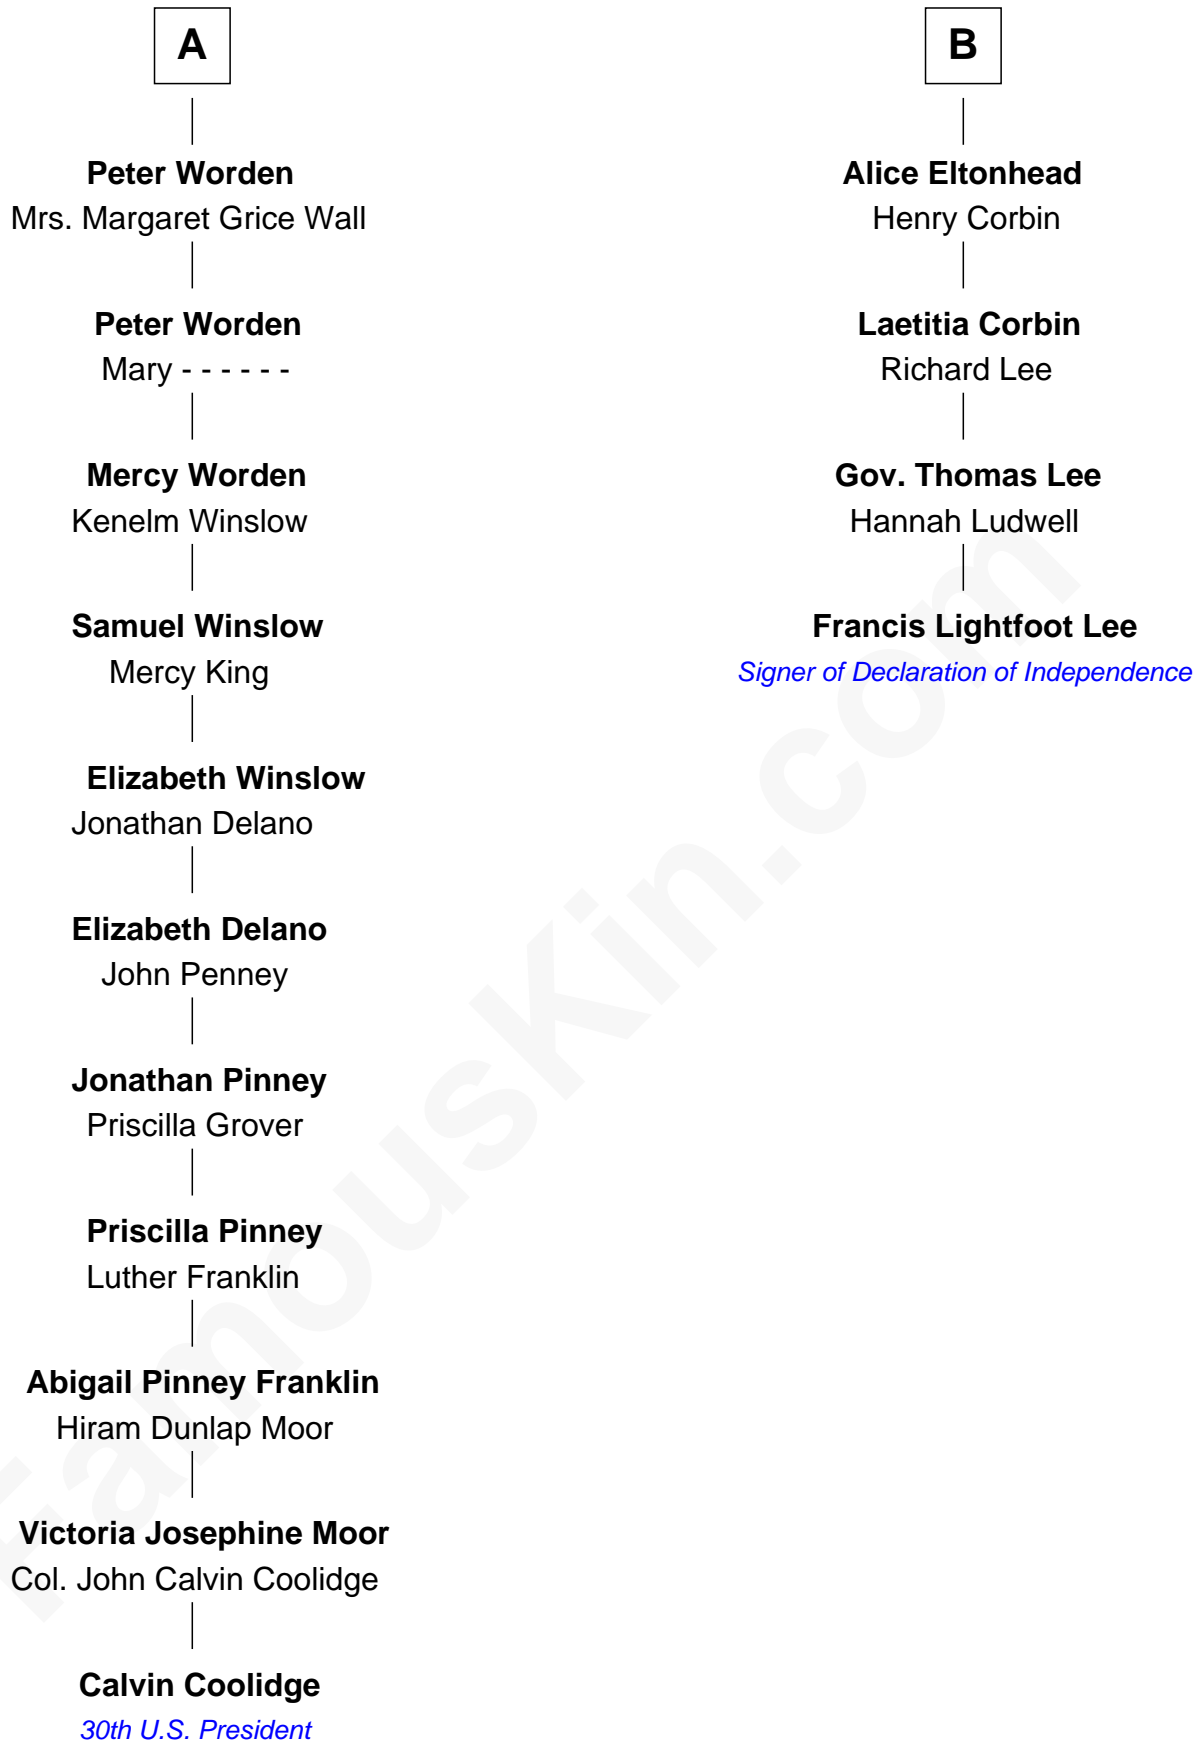 A
Peter Worden
Mrs. Margaret Grice Wall
Peter Worden
Mary - - - - - -
Mercy Worden
Kenelm Winslow
Samuel Winslow
Mercy King
Elizabeth Winslow
Jonathan Delano
Elizabeth Delano
John Penney
Jonathan Pinney
Priscilla Grover
Priscilla Pinney
Luther Franklin
Abigail Pinney Franklin
Hiram Dunlap Moor
Victoria Josephine Moor
Col. John Calvin Coolidge
Calvin Coolidge
30th U.S. President
B
Alice Eltonhead
Henry Corbin
Laetitia Corbin
Richard Lee
Gov. Thomas Lee
Hannah Ludwell
Francis Lightfoot Lee
Signer of Declaration of Independence
FamousKin.com